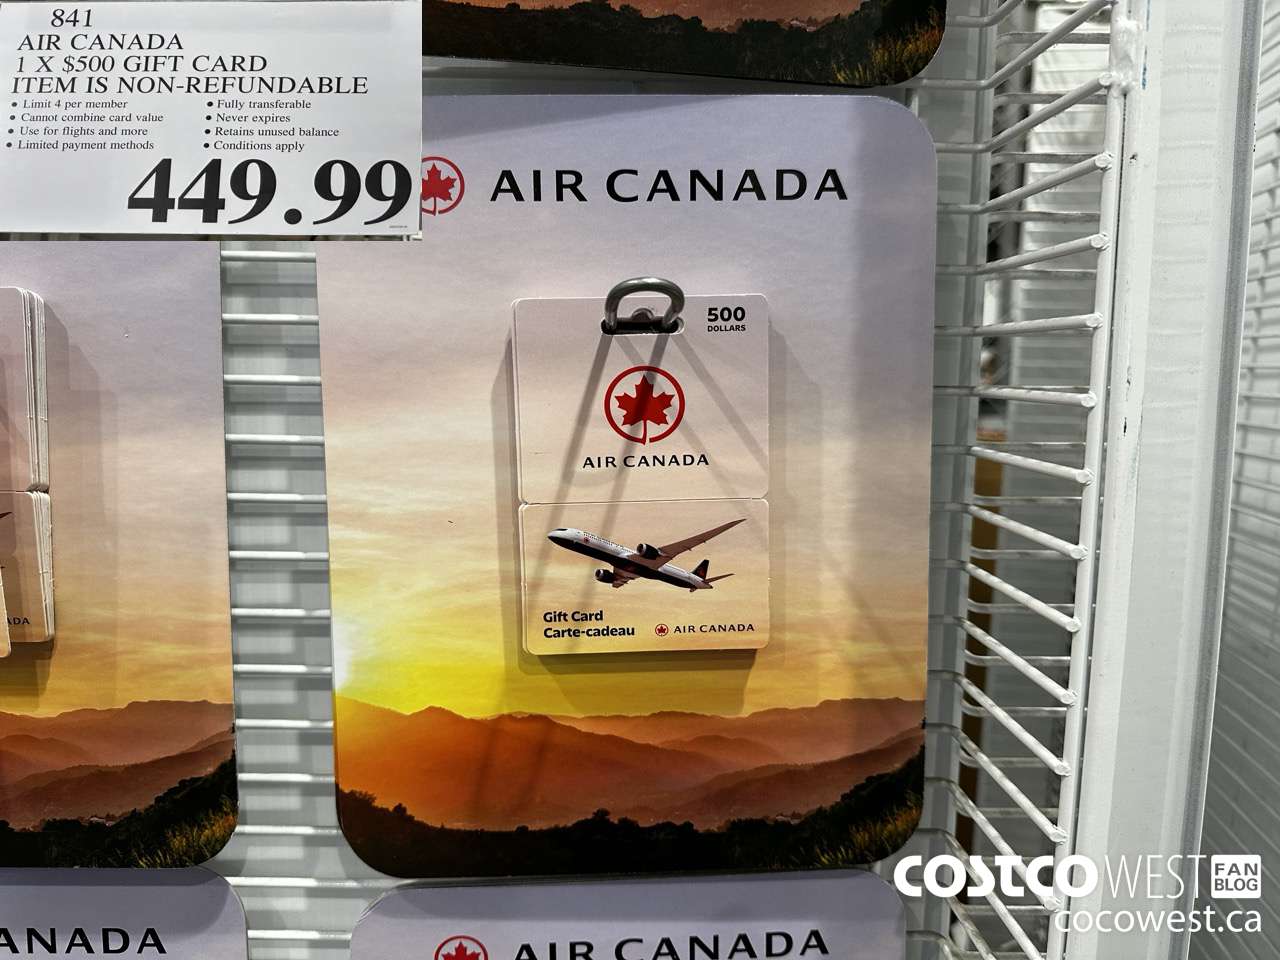 841
AIR CANADA
1 X $500 GIFT CARD
ITEM IS NON-REFUNDABLE
• Limit 4 per member
• Cannot combine card value
• Use for flights and more
• Limited payment methods
• Fully transferable
• Never expires
• Retains unused balance
• Conditions apply
449.99
AIR CANADA
500
DOLLARS
AIR CANADA
Gift Card
Carte-cadeau
AIR CANADA
ADA
ANADA
AIR CANADA
COSTCO WEST FAN BLOG
cocowest.ca